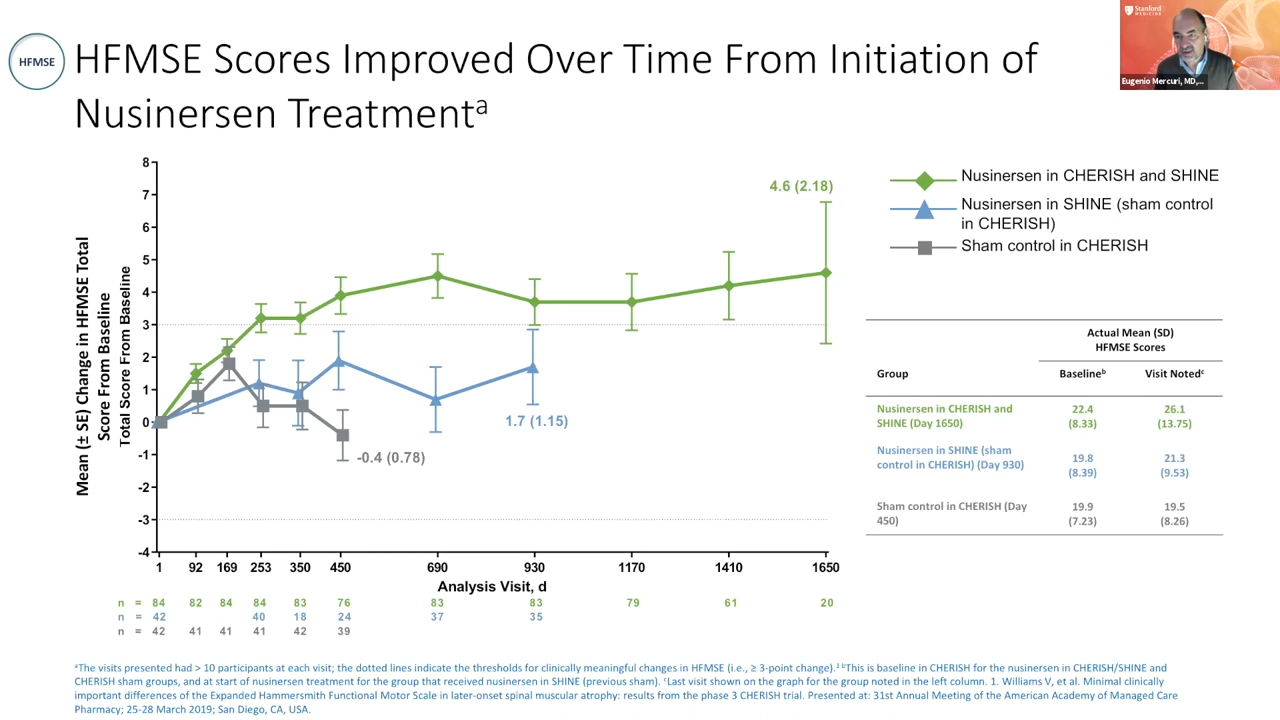 Stanford
MEDICINE
Eugenio Mercuri, MD,...
HFMSE
HFMSE Scores Improved Over Time From Initiation of
Nusinersen Treatmentᵃ
Mean (± SE) Change in HFMSE Total
Score From Baseline
Total Score From Baseline
8
7
6
5
4
3
2
1
0
-1
-2
-3
-4
4.6 (2.18)
1.7 (1.15)
-0.4 (0.78)
1 92 169 253 350 450 690 930 1170 1410 1650
Analysis Visit, d
n = 84 82 84 84 83 76 83 83 79 61 20
n = 42 40 18 24 37 35
n = 42 41 41 41 42 39
Nusinersen in CHERISH and SHINE
Nusinersen in SHINE (sham control
in CHERISH)
Sham control in CHERISH
Actual Mean (SD)
HFMSE Scores
Group Baselineᵇ Visit Notedᶜ
Nusinersen in CHERISH and 22.4 26.1
SHINE (Day 1650) (8.33) (13.75)
Nusinersen in SHINE (sham 19.8 21.3
control in CHERISH) (Day 930) (8.39) (9.53)
Sham control in CHERISH (Day 19.9 19.5
450) (7.23) (8.26)
ᵃThe visits presented had > 10 participants at each visit; the dotted lines indicate the thresholds for clinically meaningful changes in HFMSE (i.e., ≥ 3-point change).¹ ᵇThis is baseline in CHERISH for the nusinersen in CHERISH/SHINE and
CHERISH sham groups, and at start of nusinersen treatment for the group that received nusinersen in SHINE (previous sham). ᶜLast visit shown on the graph for the group noted in the left column. 1. Williams V, et al. Minimal clinically
important differences of the Expanded Hammersmith Functional Motor Scale in later-onset spinal muscular atrophy: results from the phase 3 CHERISH trial. Presented at: 31st Annual Meeting of the American Academy of Managed Care
Pharmacy; 25-28 March 2019; San Diego, CA, USA.